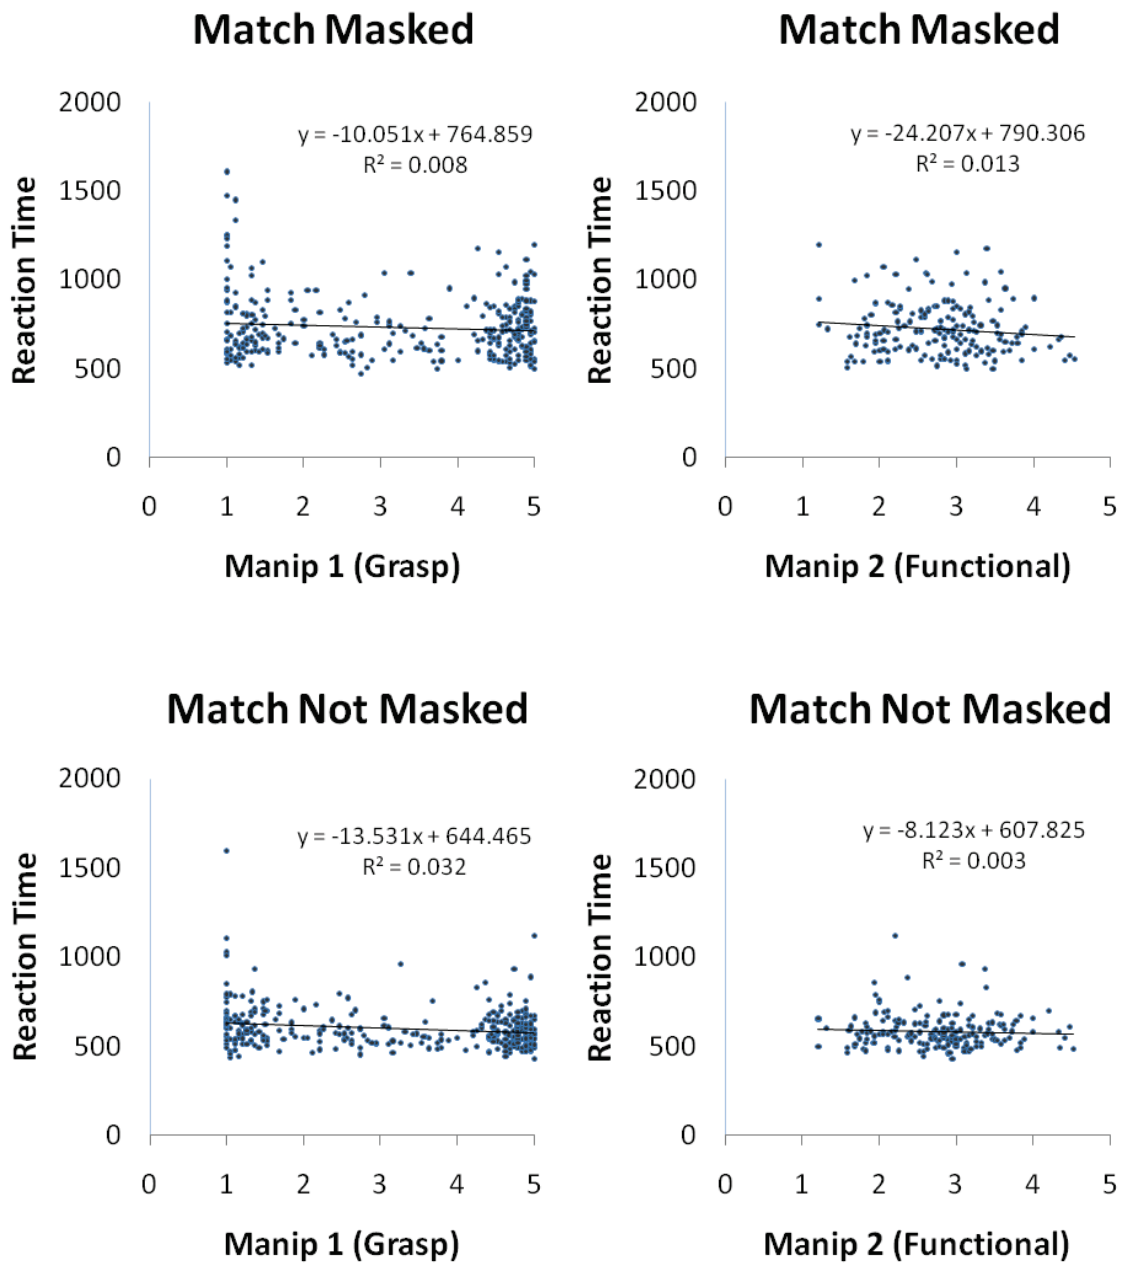 Match Masked
2000
1500
1000
500
0
Reaction Time
y = -10.051x + 764.859
R² = 0.008
0 1 2 3 4 5
Manip 1 (Grasp)
Match Masked
2000
1500
1000
500
0
Reaction Time
y = -24.207x + 790.306
R² = 0.013
0 1 2 3 4 5
Manip 2 (Functional)
Match Not Masked
2000
1500
1000
500
0
Reaction Time
y = -13.531x + 644.465
R² = 0.032
0 1 2 3 4 5
Manip 1 (Grasp)
Match Not Masked
2000
1500
1000
500
0
Reaction Time
y = -8.123x + 607.825
R² = 0.003
0 1 2 3 4 5
Manip 2 (Functional)